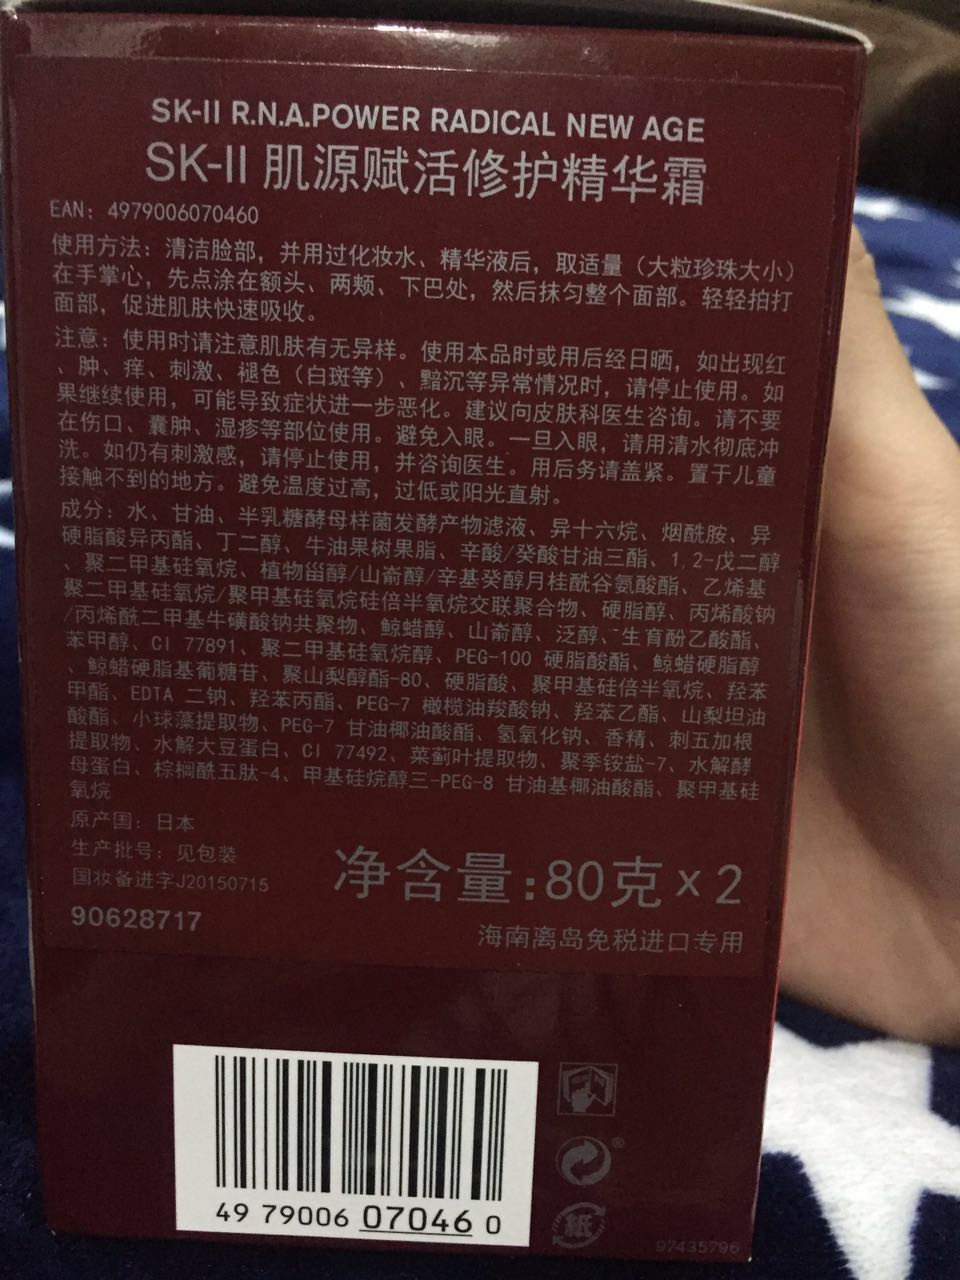 SK-II R.N.A.POWER RADICAL NEW AGE
SK-II 肌源赋活修护精华霜
EAN: 4979006070460
使用方法：清洁脸部，并用过化妆水、精华液后，取适量（大粒珍珠大小）
在手掌心，先点涂在额头、两颊、下巴处，然后抹匀整个面部。轻轻拍打
面部，促进肌肤快速吸收。
注意：使用时请注意肌肤有无异样。使用本品时或用后经日晒，如出现红
、肿、痒、刺激、褪色（白斑等）、黯沉等异常情况时，请停止使用。如
果继续使用，可能导致症状进一步恶化。建议向皮肤科医生咨询。请不要
在伤口、囊肿、湿疹等部位使用。避免入眼。一旦入眼，请用清水彻底冲
洗。如仍有刺激感，请停止使用，并咨询医生。用后务请盖紧。置于儿童
接触不到的地方。避免温度过高，过低或阳光直射。
成分：水、甘油、半乳糖酵母样菌发酵产物滤液、异十六烷、烟酰胺、异
硬脂酸异丙酯、丁二醇、牛油果树果脂、辛酸/癸酸甘油三酯、1,2-戊二醇
、聚二甲基硅氧烷、植物甾醇/山嵛醇/辛基癸醇月桂酰谷氨酸酯、乙烯基
聚二甲基硅氧烷/聚甲基硅氧烷硅倍半氧烷交联聚合物、硬脂醇、丙烯酸钠
/丙烯酰二甲基牛磺酸钠共聚物、鲸蜡醇、山嵛醇、泛醇、生育酚乙酸酯、
苯甲醇、CI 77891、聚二甲基硅氧烷醇、PEG-100 硬脂酸酯、鲸蜡硬脂醇
、鲸蜡硬脂基葡糖苷、聚山梨醇酯-80、硬脂酸、聚甲基硅倍半氧烷、羟苯
甲酯、EDTA 二钠、羟苯丙酯、PEG-7 橄榄油羧酸钠、羟苯乙酯、山梨坦油
酸酯、小球藻提取物、PEG-7 甘油椰油酸酯、氢氧化钠、香精、刺五加根
提取物、水解大豆蛋白、CI 77492、菜蓟叶提取物、聚季铵盐-7、水解酵
母蛋白、棕榈酰五肽-4、甲基硅烷醇三-PEG-8 甘油基椰油酸酯、聚甲基硅
氧烷
原产国：日本
生产批号：见包装
国妆备进字J20150715
净含量:80克×2
90628717
海南离岛免税进口专用
49 79006 07046 0
紙
97435796